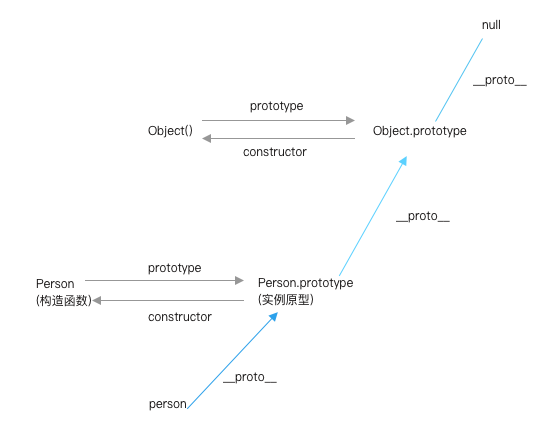 null
__proto__
prototype
Object()
Object.prototype
constructor
__proto__
prototype
Person
(构造函数)
Person.prototype
(实例原型)
constructor
__proto__
person